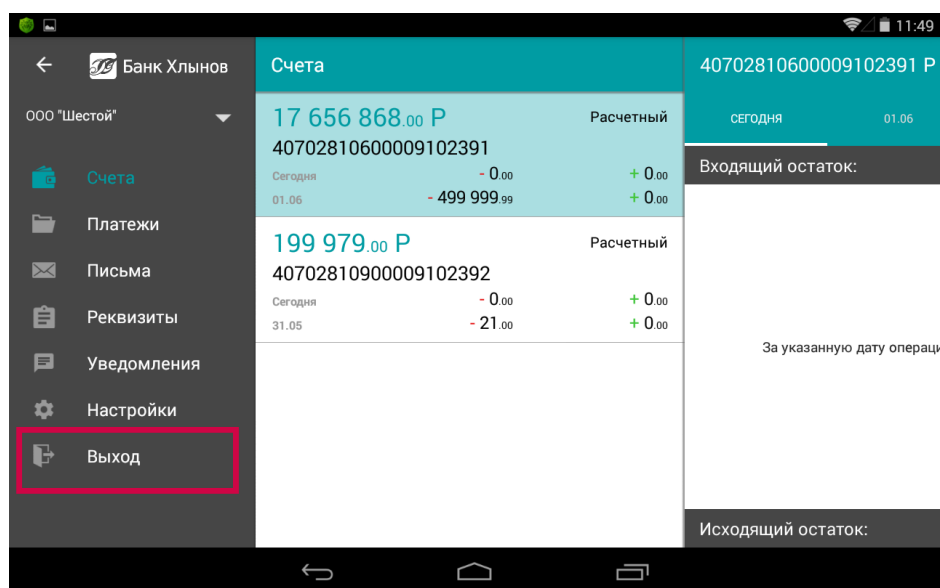 11:49
Банк Хлынов
ООО "Шестой"
Счета
Платежи
Письма
Реквизиты
Уведомления
Настройки
Выход
Счета
17 656 868.00 Р Расчетный
40702810600009102391
Сегодня - 0.00 + 0.00
01.06 - 499 999.99 + 0.00
199 979.00 Р Расчетный
40702810900009102392
Сегодня - 0.00 + 0.00
31.05 - 21.00 + 0.00
40702810600009102391 Р
СЕГОДНЯ 01.06
Входящий остаток:
За указанную дату операци
Исходящий остаток: